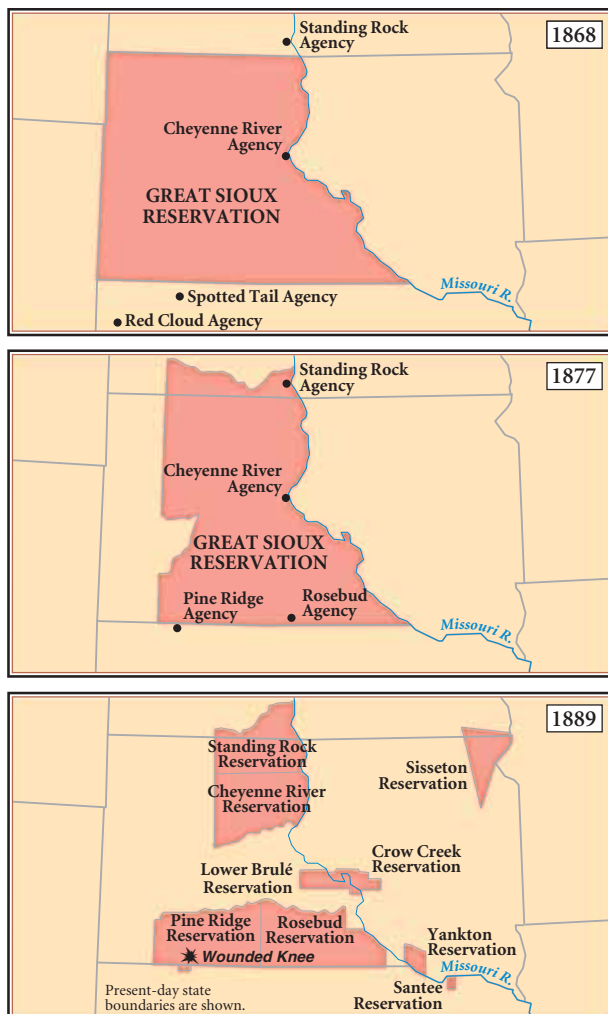 1868
Standing Rock
Agency
Cheyenne River
Agency
GREAT SIOUX
RESERVATION
Missouri R.
Spotted Tail Agency
Red Cloud Agency
1877
Standing Rock
Agency
Cheyenne River
Agency
GREAT SIOUX
RESERVATION
Pine Ridge
Agency
Rosebud
Agency
Missouri R.
1889
Standing Rock
Reservation
Sisseton
Reservation
Cheyenne River
Reservation
Crow Creek
Reservation
Lower Brulé
Reservation
Pine Ridge
Reservation
Rosebud
Reservation
Yankton
Reservation
Wounded Knee
Missouri R.
Santee
Reservation
Present-day state
boundaries are shown.